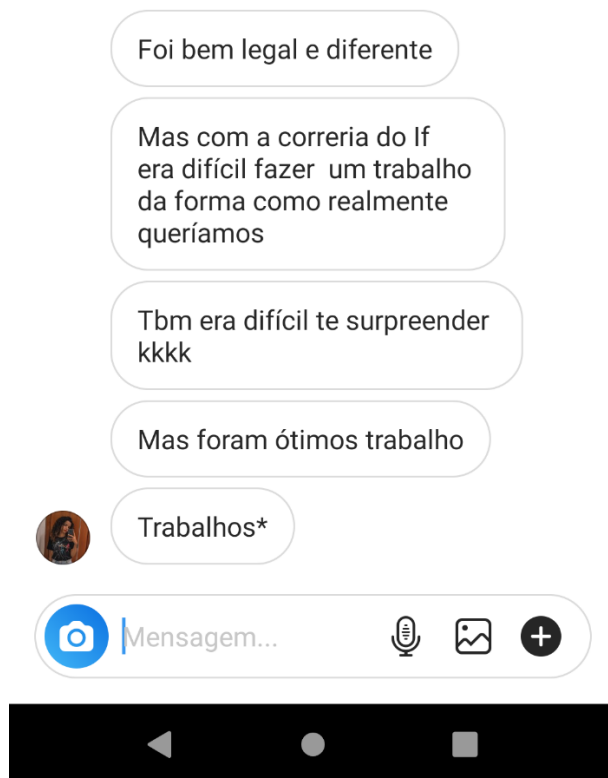 Foi bem legal e diferente
Mas com a correria do If
era difícil fazer  um trabalho
da forma como realmente
queríamos
Tbm era difícil te surpreender
kkkk
Mas foram ótimos trabalho
Trabalhos*
Mensagem...